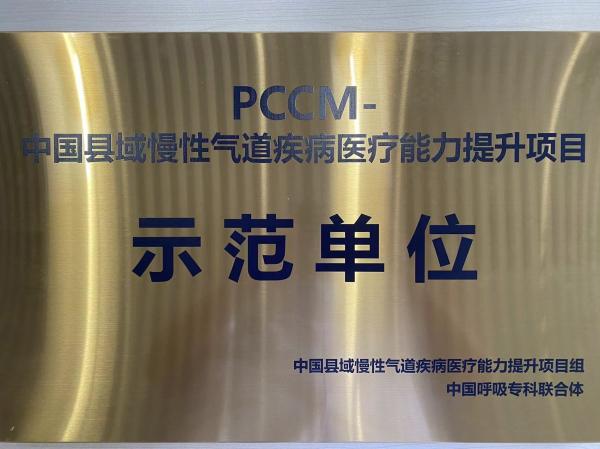 PCCM-
中国县域慢性气道疾病医疗能力提升项目
示范单位
中国县域慢性气道疾病医疗能力提升项目组
中国呼吸专科联合体